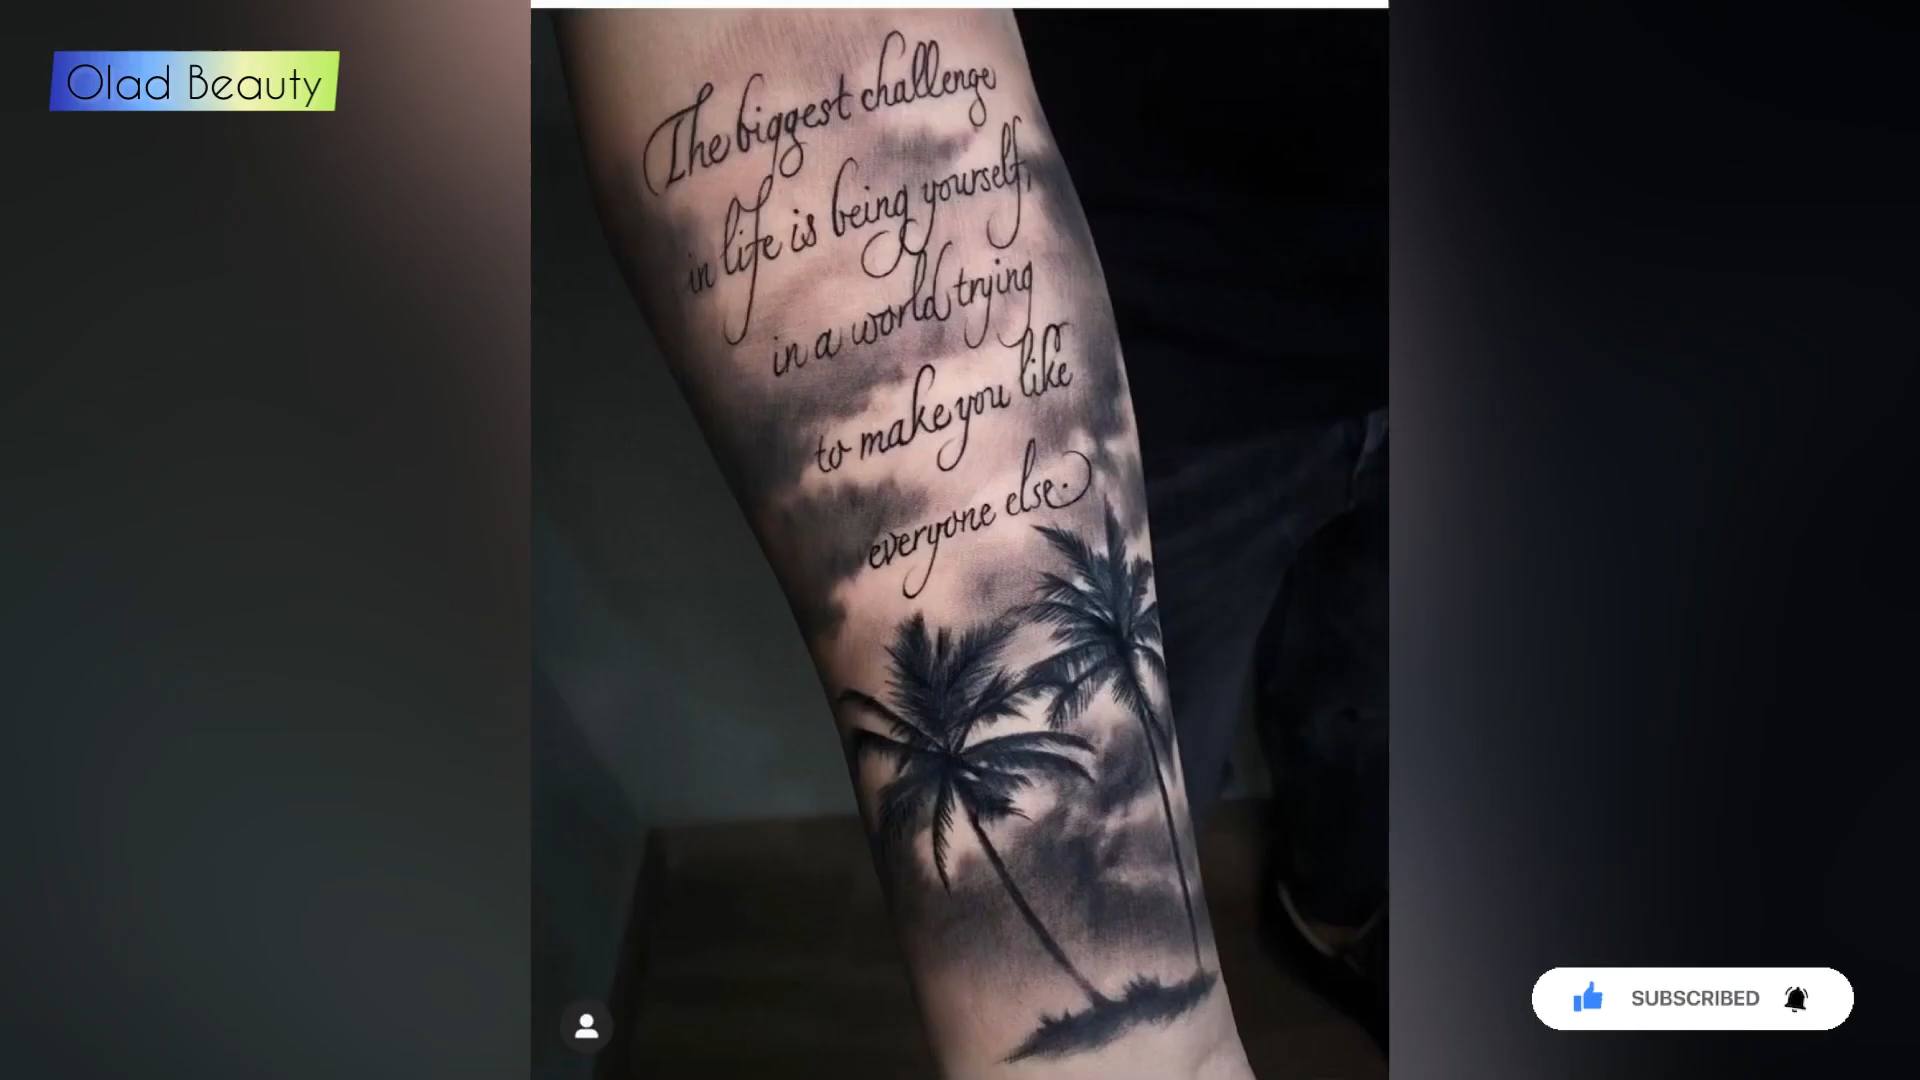 Olad Beauty
The biggest challenge
in life is being yourself,
in a world trying
to make you like
everyone else.
SUBSCRIBED